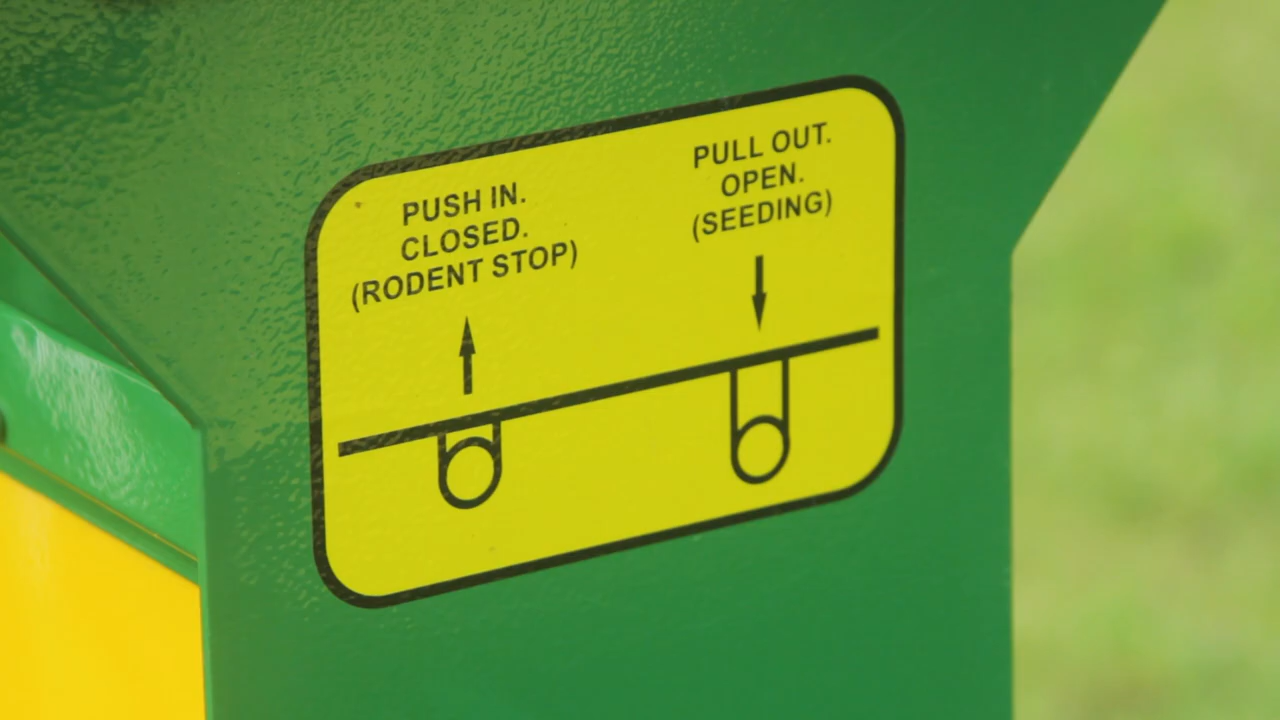 PUSH IN.
CLOSED.
(RODENT STOP)
PULL OUT.
OPEN.
(SEEDING)